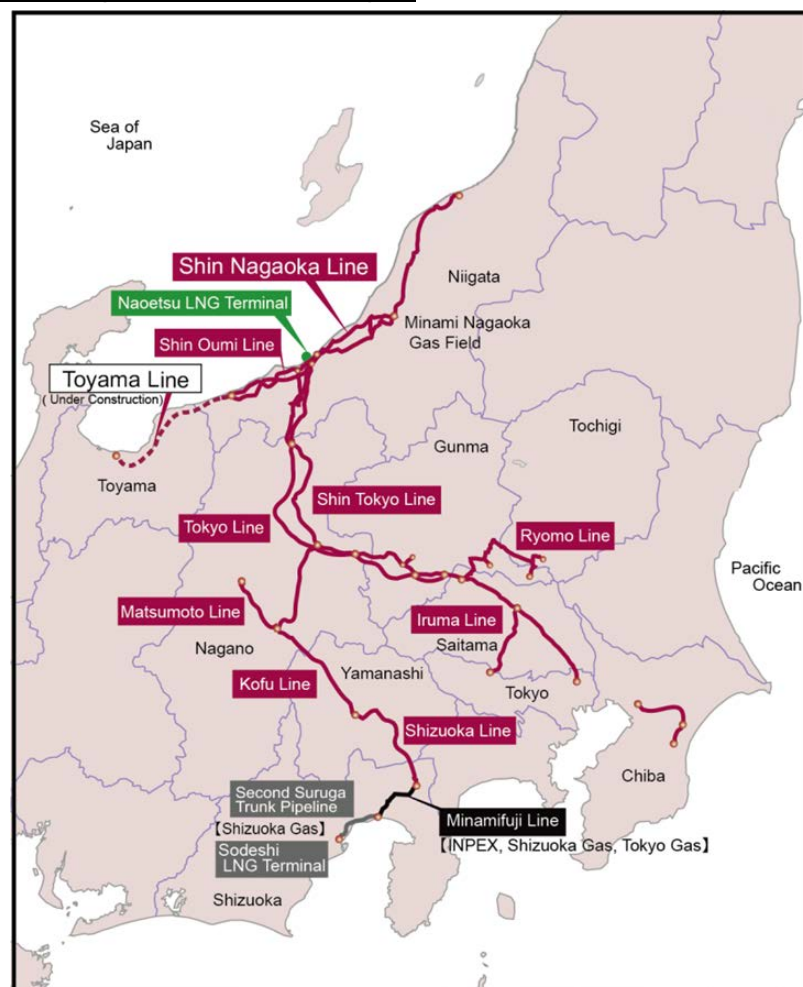 Sea of
Japan
Shin Nagaoka Line
Niigata
Naoetsu LNG Terminal
Minami Nagaoka
Gas Field
Shin Oumi Line
Toyama Line
( Under Construction)
Tochigi
Gunma
Toyama
Shin Tokyo Line
Tokyo Line
Ryomo Line
Pacific
Ocean
Matsumoto Line
Iruma Line
Saitama
Nagano
Yamanashi
Kofu Line
Tokyo
Shizuoka Line
Chiba
Second Suruga
Trunk Pipeline
【Shizuoka Gas】
Minamifuji Line
【INPEX, Shizuoka Gas, Tokyo Gas】
Sodeshi
LNG Terminal
Shizuoka